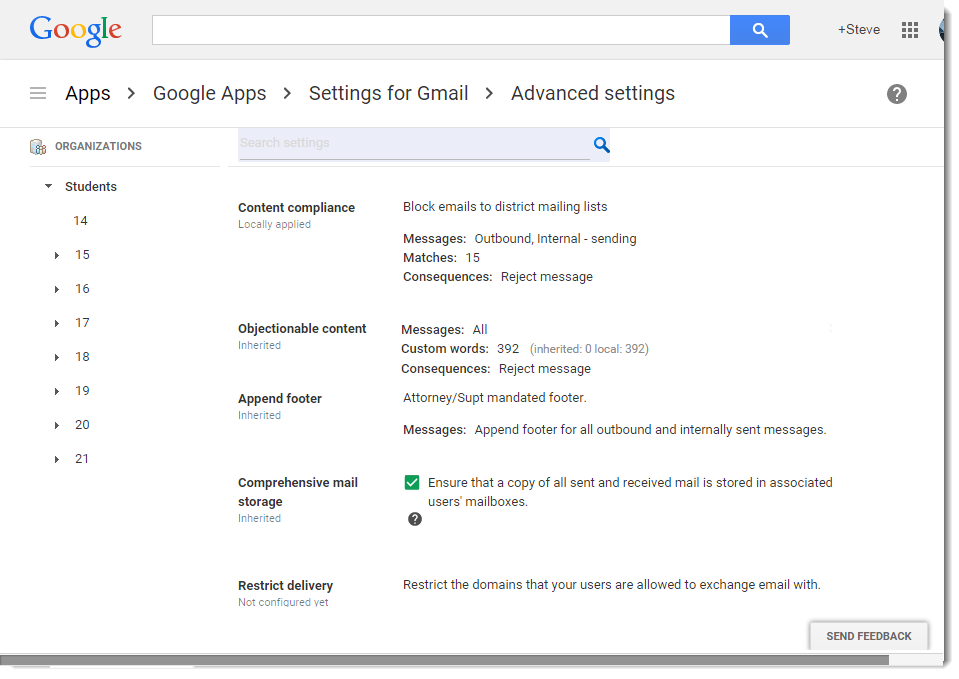 Google
+Steve
Apps > Google Apps > Settings for Gmail > Advanced settings
?
ORGANIZATIONS
Search settings
Students
14
15
16
17
18
19
20
21
Content compliance
Locally applied
Block emails to district mailing lists
Messages: Outbound, Internal - sending
Matches: 15
Consequences: Reject message
Objectionable content
Inherited
Messages: All
Custom words: 392 (inherited: 0 local: 392)
Consequences: Reject message
Append footer
Inherited
Attorney/Supt mandated footer.
Messages: Append footer for all outbound and internally sent messages.
Comprehensive mail
storage
Inherited
Ensure that a copy of all sent and received mail is stored in associated
users' mailboxes.
?
Restrict delivery
Not configured yet
Restrict the domains that your users are allowed to exchange email with.
SEND FEEDBACK